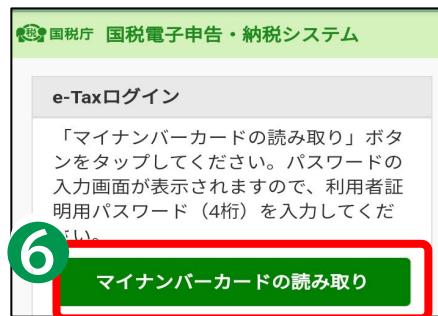 国税庁 国税電子申告・納税システム
e-Taxログイン
「マイナンバーカードの読み取り」ボタ
ンをタップしてください。パスワードの
入力画面が表示されますので、利用者証
明用パスワード（4桁）を入力してくだ
さい。
6
マイナンバーカードの読み取り